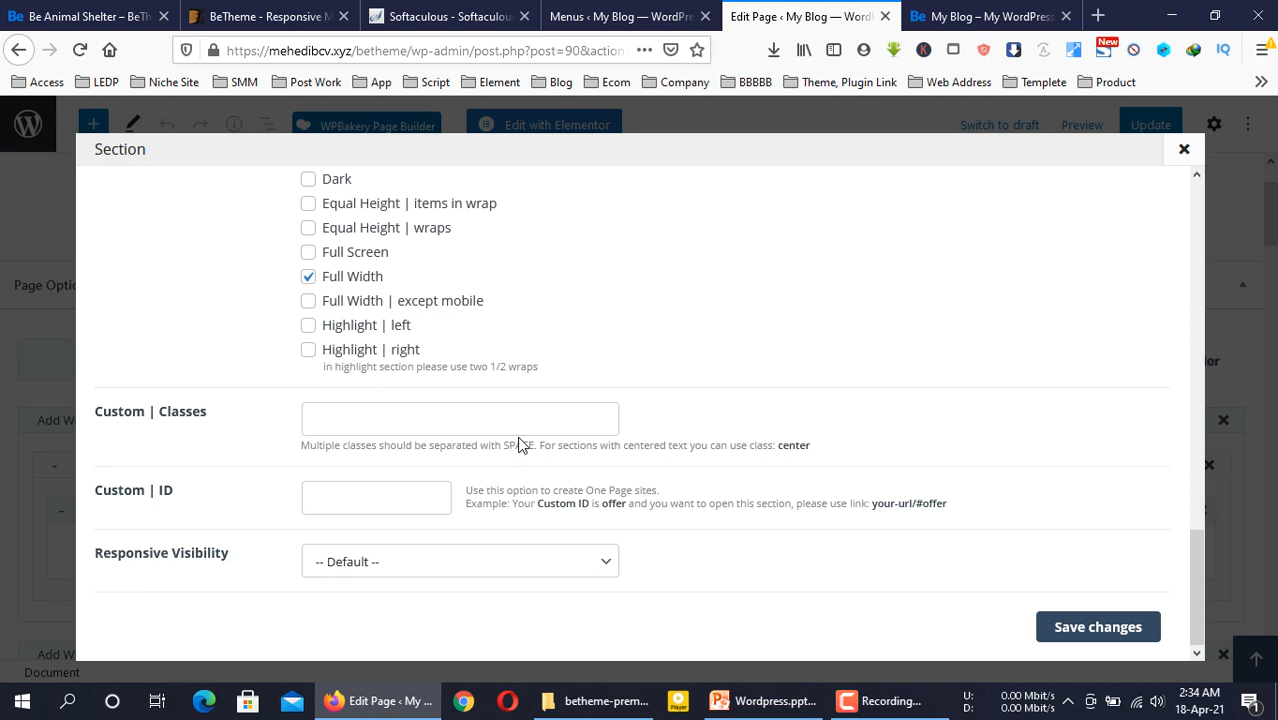 Be Animal Shelter – BeTh
BeTheme - Responsive M
Softaculous - Softaculous
Menus ‹ My Blog — WordPre
Edit Page ‹ My Blog — Word
My Blog – My WordPress
https://mehedibcv.xyz/betheme/wp-admin/post.php?post=90&action
New
Access
LEDP
Niche Site
SMM
Post Work
App
Script
Element
Blog
Ecom
Company
BBBBB
Theme, Plugin Link
Web Address
Templete
Product
WPBakery Page Builder
Edit with Elementor
Switch to draft
Preview
Update
Section
Dark
Equal Height | items in wrap
Equal Height | wraps
Full Screen
Page Option
Full Width
Full Width | except mobile
Highlight | left
Highlight | right
in highlight section please use two 1/2 wraps
Custom | Classes
Multiple classes should be separated with SPACE. For sections with centered text you can use class: center
Custom | ID
Use this option to create One Page sites.
Example: Your Custom ID is offer and you want to open this section, please use link: your-url/#offer
Responsive Visibility
-- Default --
Save changes
Add W
Add W
Document
Edit Page ‹ My ...
betheme-prem...
Wordpress.ppt...
Recording...
U: 0.00 Mbit/s
D: 0.00 Mbit/s
2:34 AM
18-Apr-21